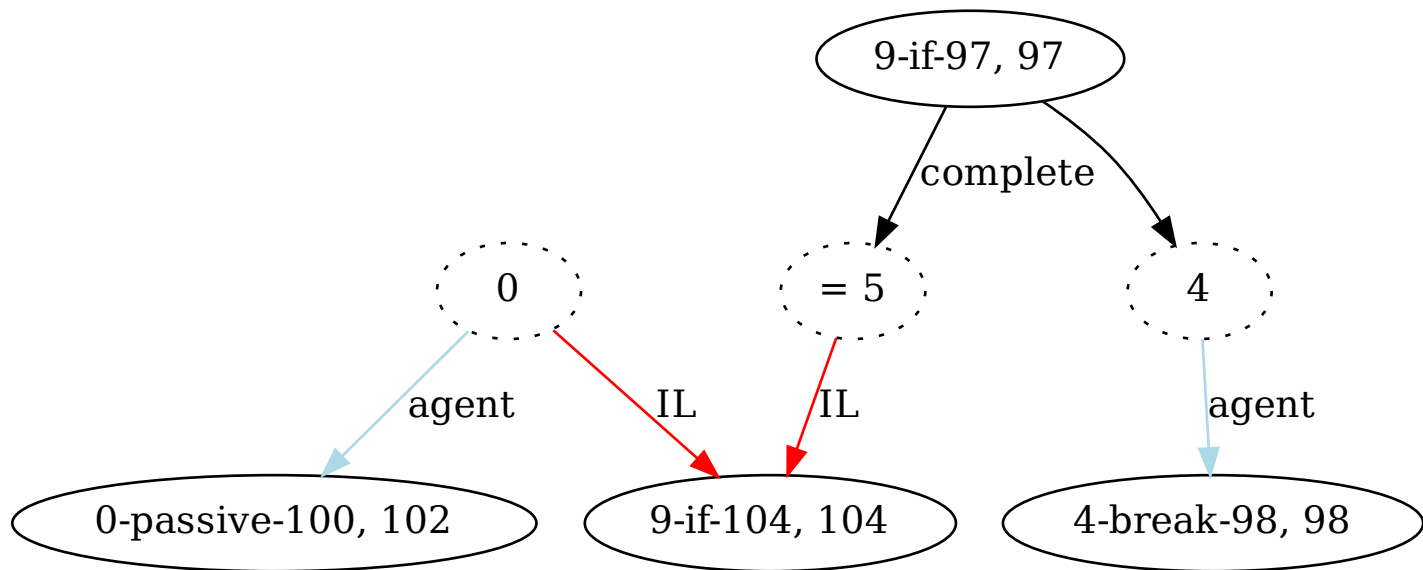 9-if-97, 97
complete
0
= 5
4
agent
IL
IL
agent
0-passive-100, 102
9-if-104, 104
4-break-98, 98